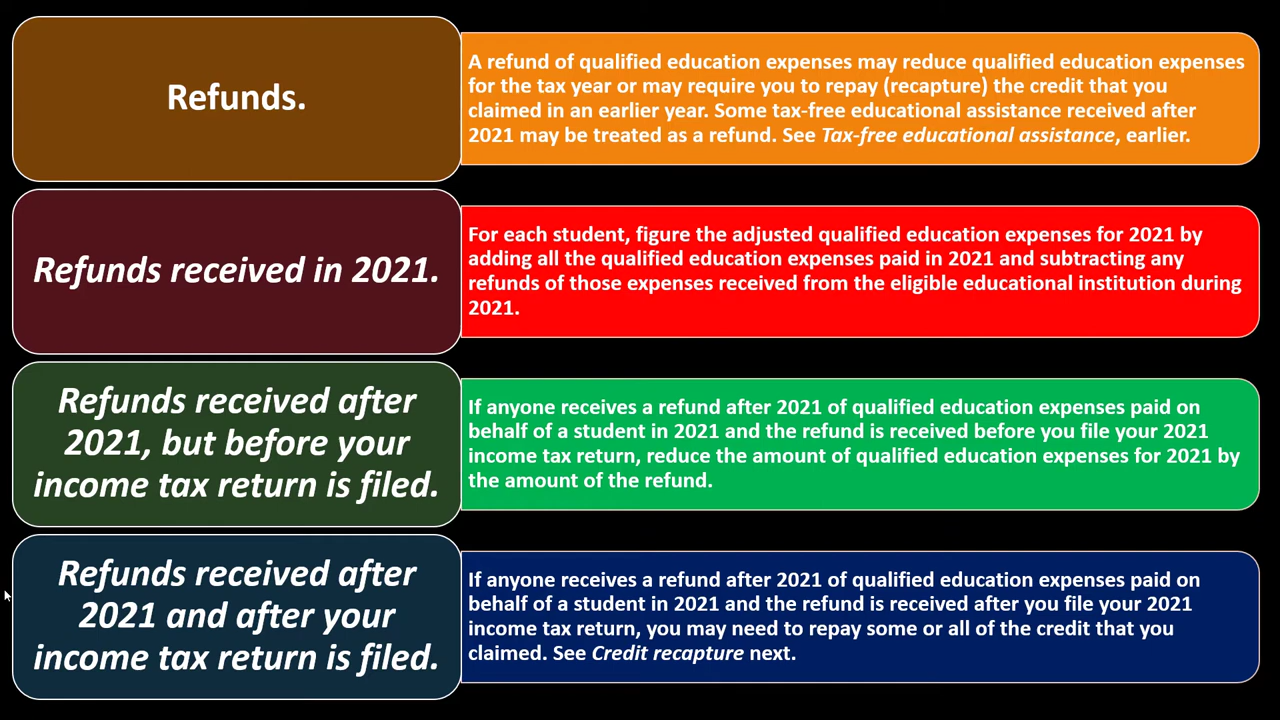 Refunds.
A refund of qualified education expenses may reduce qualified education expenses
for the tax year or may require you to repay (recapture) the credit that you
claimed in an earlier year. Some tax-free educational assistance received after
2021 may be treated as a refund. See Tax-free educational assistance, earlier.
Refunds received in 2021.
For each student, figure the adjusted qualified education expenses for 2021 by
adding all the qualified education expenses paid in 2021 and subtracting any
refunds of those expenses received from the eligible educational institution during
2021.
Refunds received after
2021, but before your
income tax return is filed.
If anyone receives a refund after 2021 of qualified education expenses paid on
behalf of a student in 2021 and the refund is received before you file your 2021
income tax return, reduce the amount of qualified education expenses for 2021 by
the amount of the refund.
Refunds received after
2021 and after your
income tax return is filed.
If anyone receives a refund after 2021 of qualified education expenses paid on
behalf of a student in 2021 and the refund is received after you file your 2021
income tax return, you may need to repay some or all of the credit that you
claimed. See Credit recapture next.